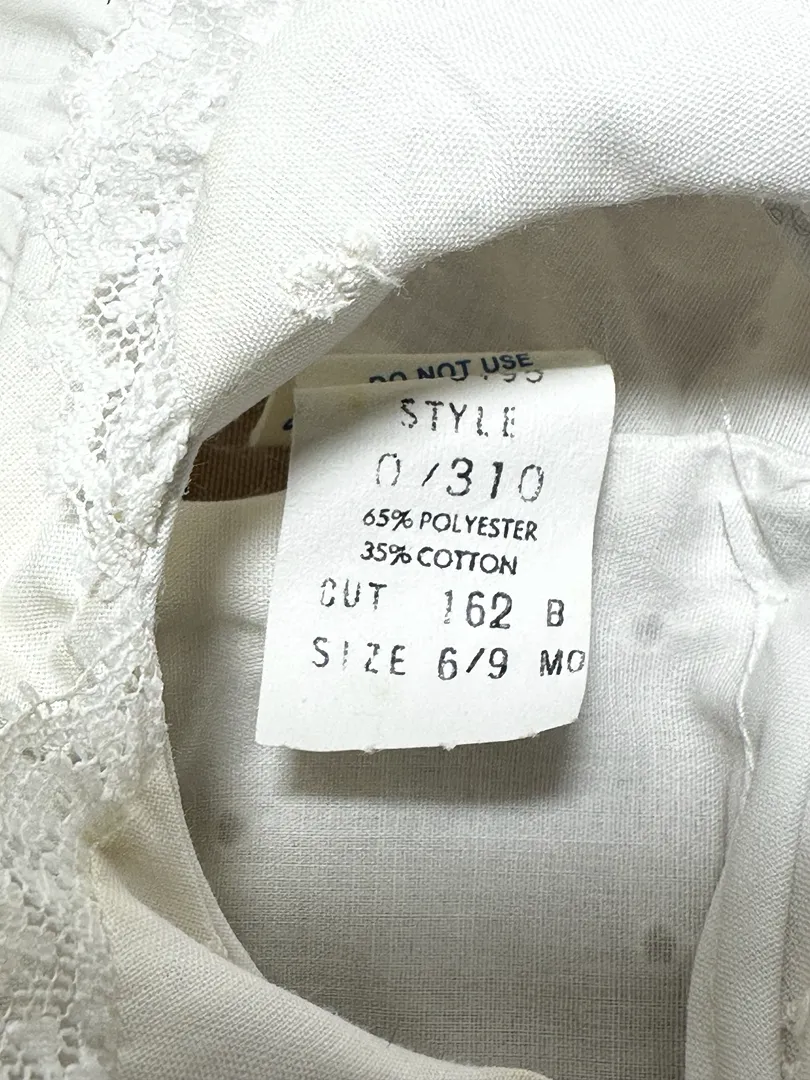 DO NOT USE
STYLE
0/310
65% POLYESTER
35% COTTON
CUT 162 B
SIZE 6/9 MO